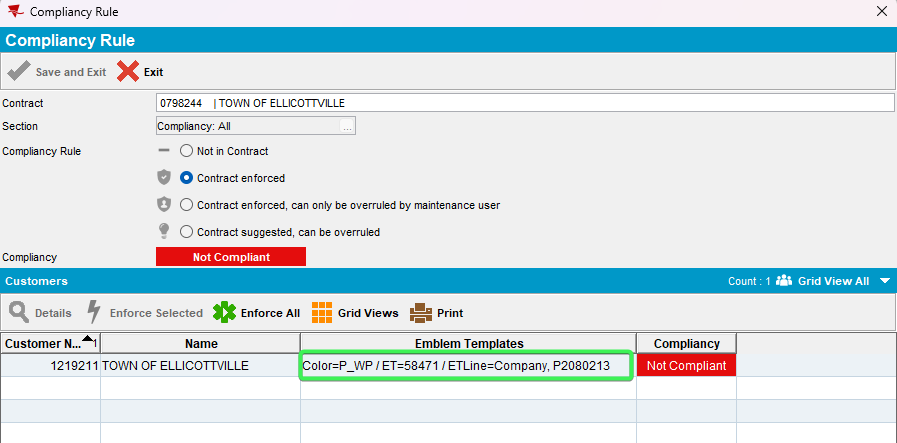 Compliancy Rule
Compliancy Rule
Save and Exit Exit
Contract 0798244 | TOWN OF ELLICOTTVILLE
Section Compliancy: All ...
Compliancy Rule Not in Contract
Contract enforced
Contract enforced, can only be overruled by maintenance user
Contract suggested, can be overruled
Compliancy Not Compliant
Customers Count : 1 Grid View All
Details Enforce Selected Enforce All Grid Views Print
Customer N... 1 Name Emblem Templates Compliancy
1219211 TOWN OF ELLICOTTVILLE Color=P_WP / ET=58471 / ETLine=Company, P2080213 Not Compliant